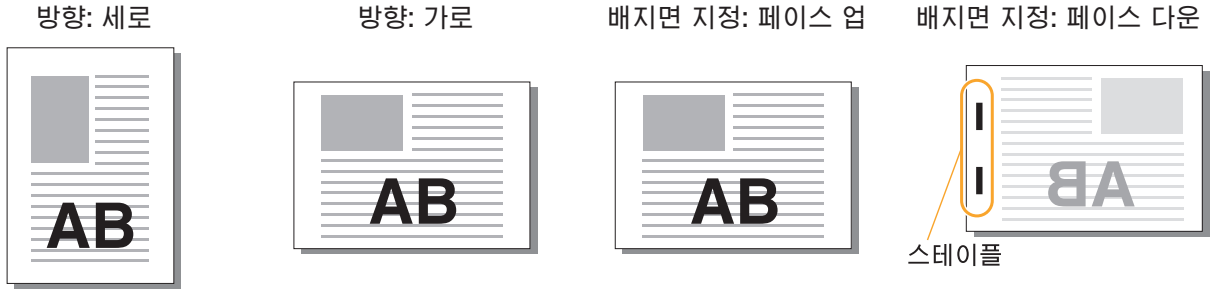 방향: 세로
방향: 가로
배지면 지정: 페이스 업
배지면 지정: 페이스 다운
AB
AB
AB
AB
스테이플